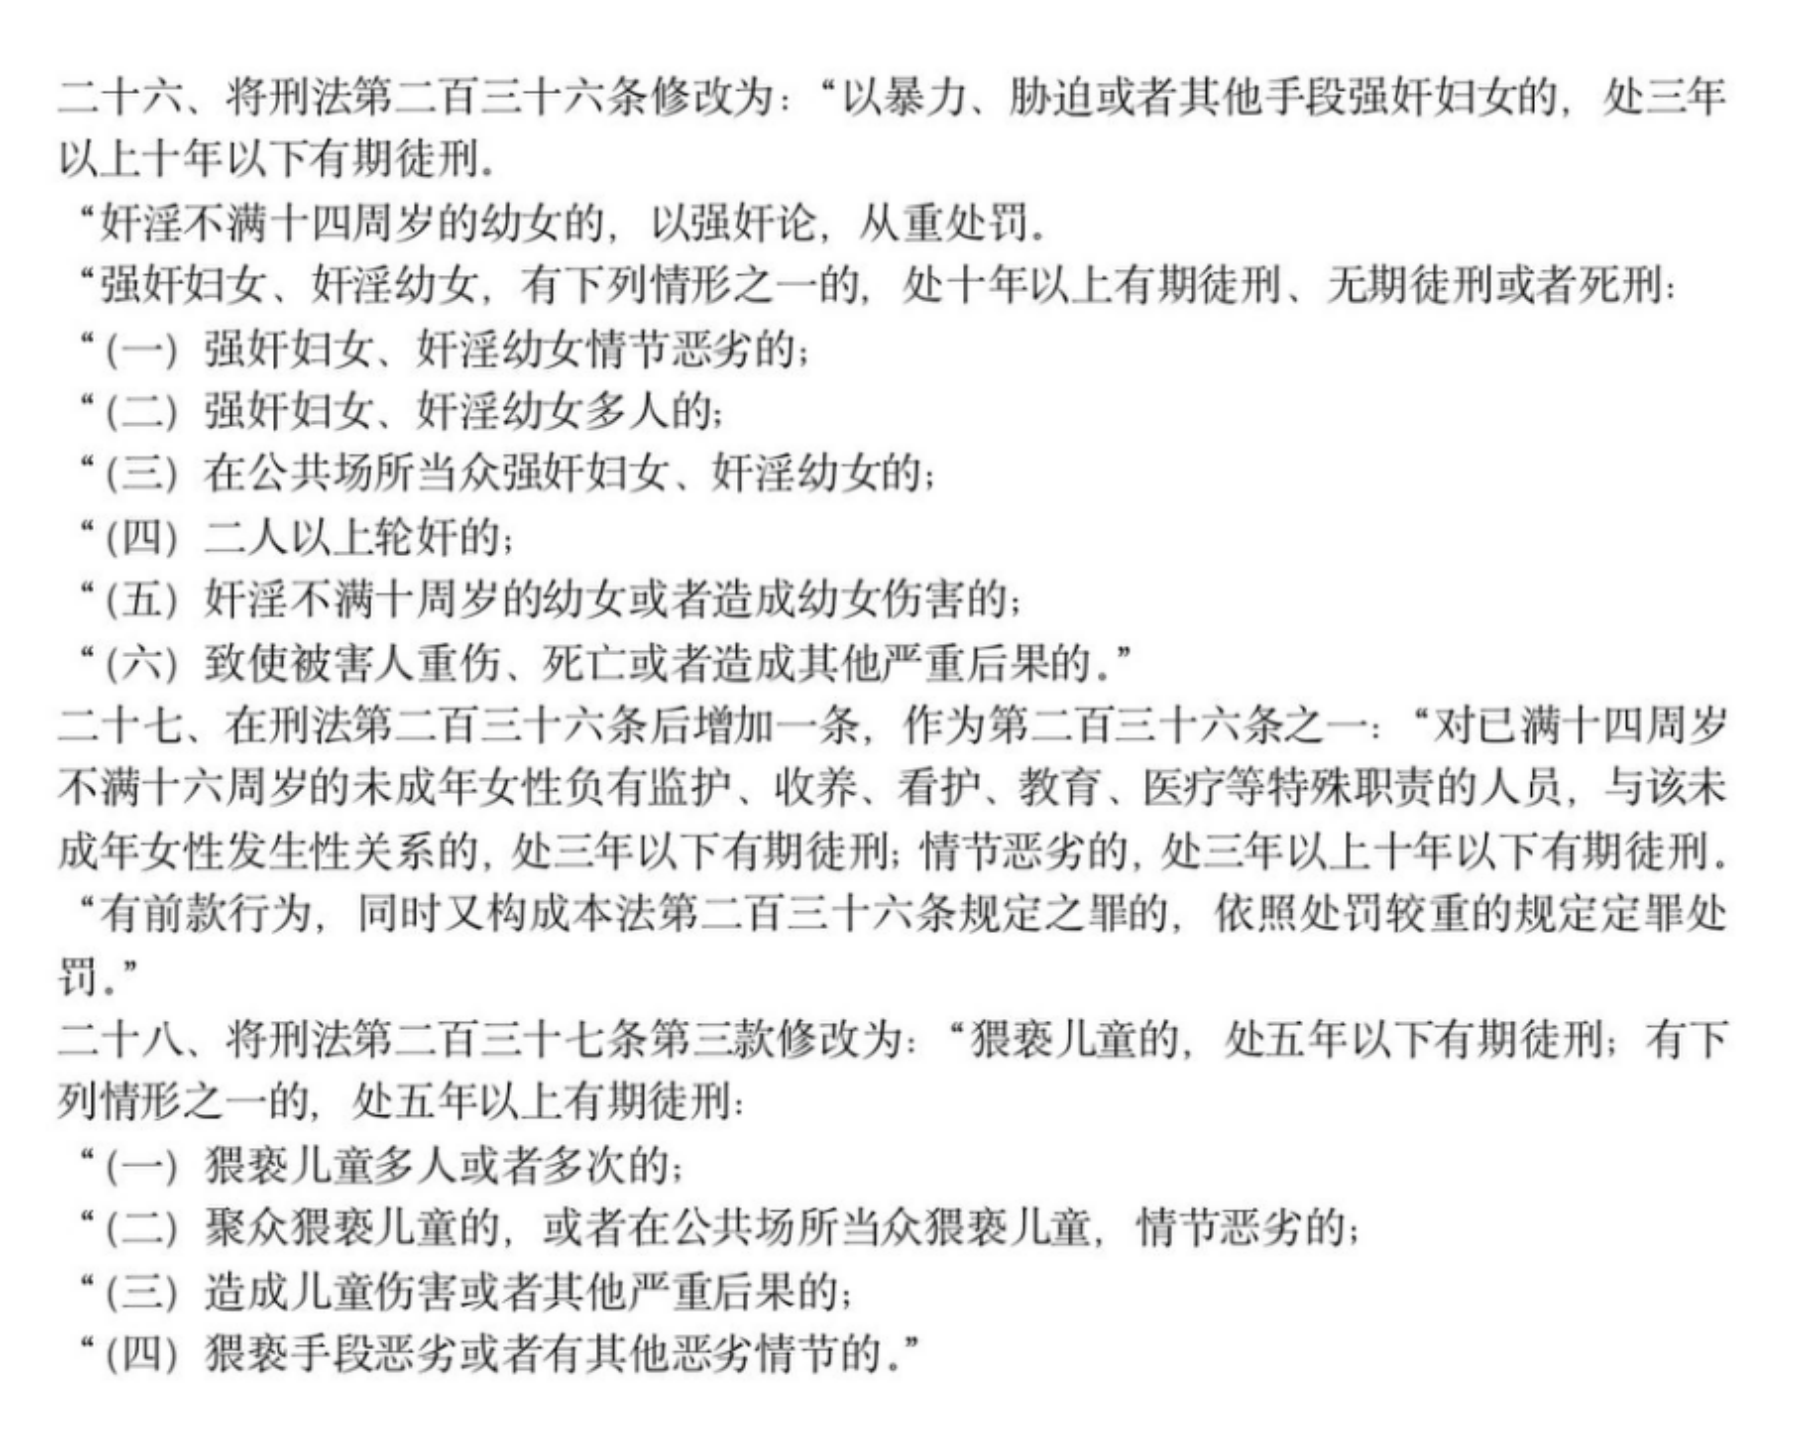 二十六、将刑法第二百三十六条修改为：“以暴力、胁迫或者其他手段强奸妇女的，处三年
以上十年以下有期徒刑。
“奸淫不满十四周岁的幼女的，以强奸论，从重处罚。
“强奸妇女、奸淫幼女，有下列情形之一的，处十年以上有期徒刑、无期徒刑或者死刑：
“（一）强奸妇女、奸淫幼女情节恶劣的；
“（二）强奸妇女、奸淫幼女多人的；
“（三）在公共场所当众强奸妇女、奸淫幼女的；
“（四）二人以上轮奸的；
“（五）奸淫不满十周岁的幼女或者造成幼女伤害的；
“（六）致使被害人重伤、死亡或者造成其他严重后果的。”
二十七、在刑法第二百三十六条后增加一条，作为第二百三十六条之一：“对已满十四周岁
不满十六周岁的未成年女性负有监护、收养、看护、教育、医疗等特殊职责的人员，与该未
成年女性发生性关系的，处三年以下有期徒刑；情节恶劣的，处三年以上十年以下有期徒刑。
“有前款行为，同时又构成本法第二百三十六条规定之罪的，依照处罚较重的规定定罪处
罚。”
二十八、将刑法第二百三十七条第三款修改为：“猥亵儿童的，处五年以下有期徒刑；有下
列情形之一的，处五年以上有期徒刑：
“（一）猥亵儿童多人或者多次的；
“（二）聚众猥亵儿童的，或者在公共场所当众猥亵儿童，情节恶劣的；
“（三）造成儿童伤害或者其他严重后果的；
“（四）猥亵手段恶劣或者有其他恶劣情节的。”